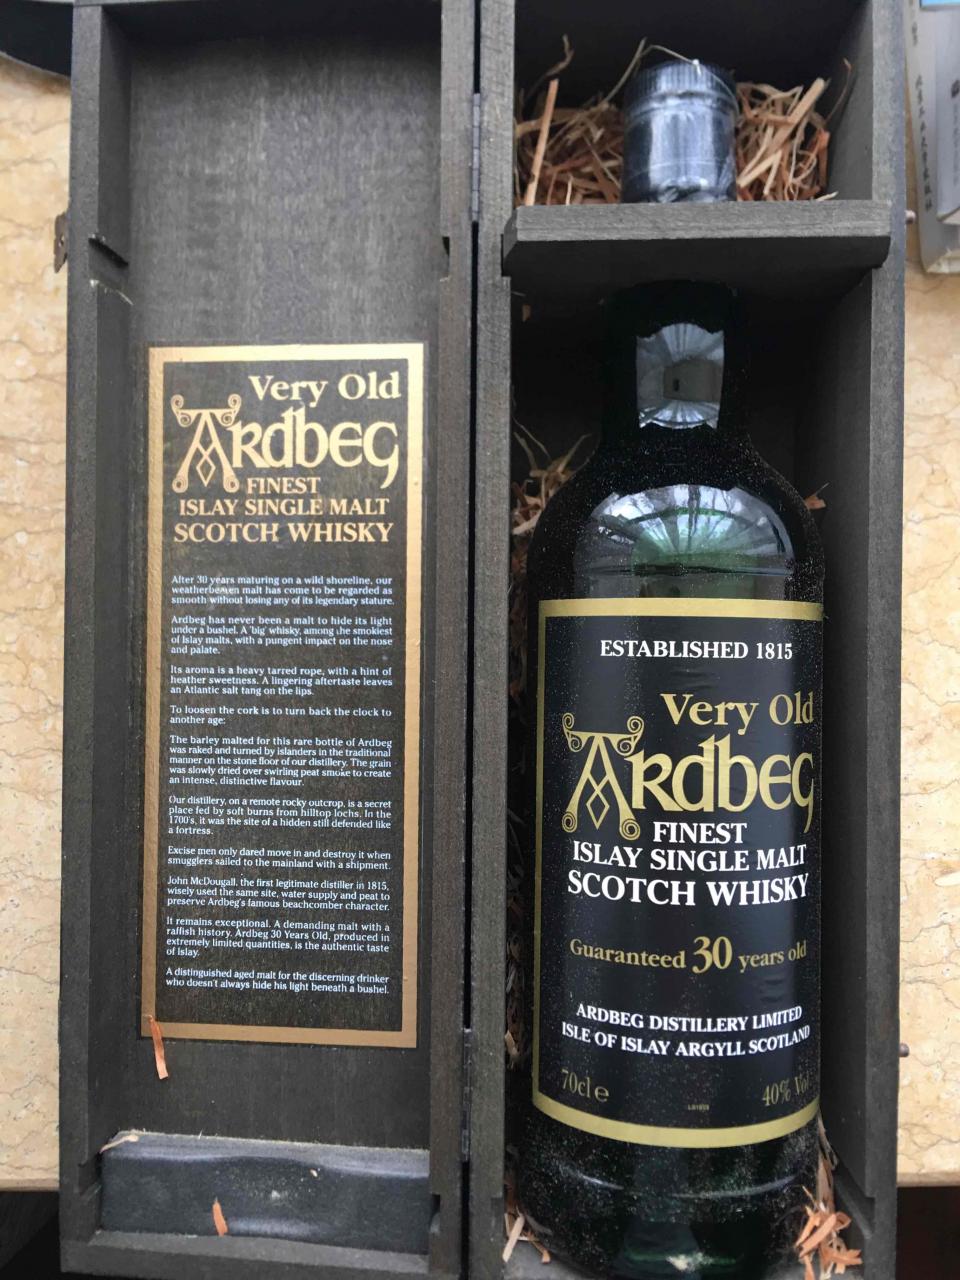 Very Old
Ardbeg
FINEST
ISLAY SINGLE MALT
SCOTCH WHISKY
After 30 years maturing on a wild shoreline, our
weatherbeaten malt has come to be regarded as
smooth without losing any of its legendary stature.
Ardbeg has never been a malt to hide its light
under a bushel. A 'big' whisky, among the smokiest
of Islay malts, with a pungent impact on the nose
and palate.
Its aroma is a heavy tarred rope, with a hint of
heather sweetness. A lingering aftertaste leaves
an Atlantic salt tang on the lips.
To loosen the cork is to turn back the clock to
another age:
The barley malted for this rare bottle of Ardbeg
was raked and turned by islanders in the traditional
manner on the stone floor of our distillery. The grain
was slowly dried over swirling peat smoke to create
an intense, distinctive flavour.
Our distillery, on a remote rocky outcrop, is a secret
place fed by soft burns from hilltop lochs. In the
1700's, it was the site of a hidden still defended like
a fortress.
Excise men only dared move in and destroy it when
smugglers sailed to the mainland with a shipment.
John McDougall, the first legitimate distiller in 1815,
wisely used the same site, water supply and peat to
preserve Ardbeg's famous beachcomber character.
It remains exceptional. A demanding malt with a
raffish history. Ardbeg 30 Years Old, produced in
extremely limited quantities, is the authentic taste
of Islay.
A distinguished aged malt for the discerning drinker
who doesn't always hide his light beneath a bushel.
ESTABLISHED 1815
Very Old
Ardbeg
FINEST
ISLAY SINGLE MALT
SCOTCH WHISKY
Guaranteed 30 years old
ARDBEG DISTILLERY LIMITED
ISLE OF ISLAY ARGYLL SCOTLAND
70cl e
40% Vol